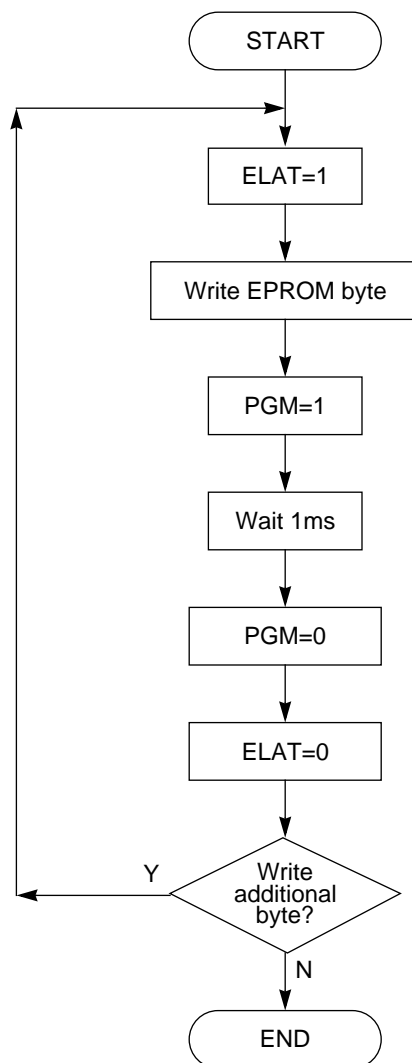 START
ELAT=1
Write EPROM byte
PGM=1
Wait 1ms
PGM=0
ELAT=0
Y
Write
additional
byte?
N
END